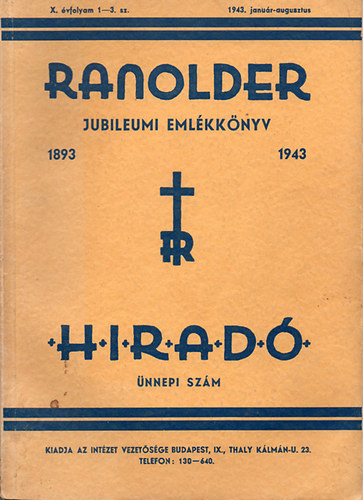 X. évfolyam 1—3. sz. 1943. január-augusztus
RANOLDER
JUBILEUMI EMLÉKKÖNYV
1893 1943
R
HIRADÓ
ÜNNEPI SZÁM
KIADJA AZ INTÉZET VEZETŐSÉGE BUDAPEST, IX., THALY KÁLMÁN-U. 23.
TELEFON: 130—640.